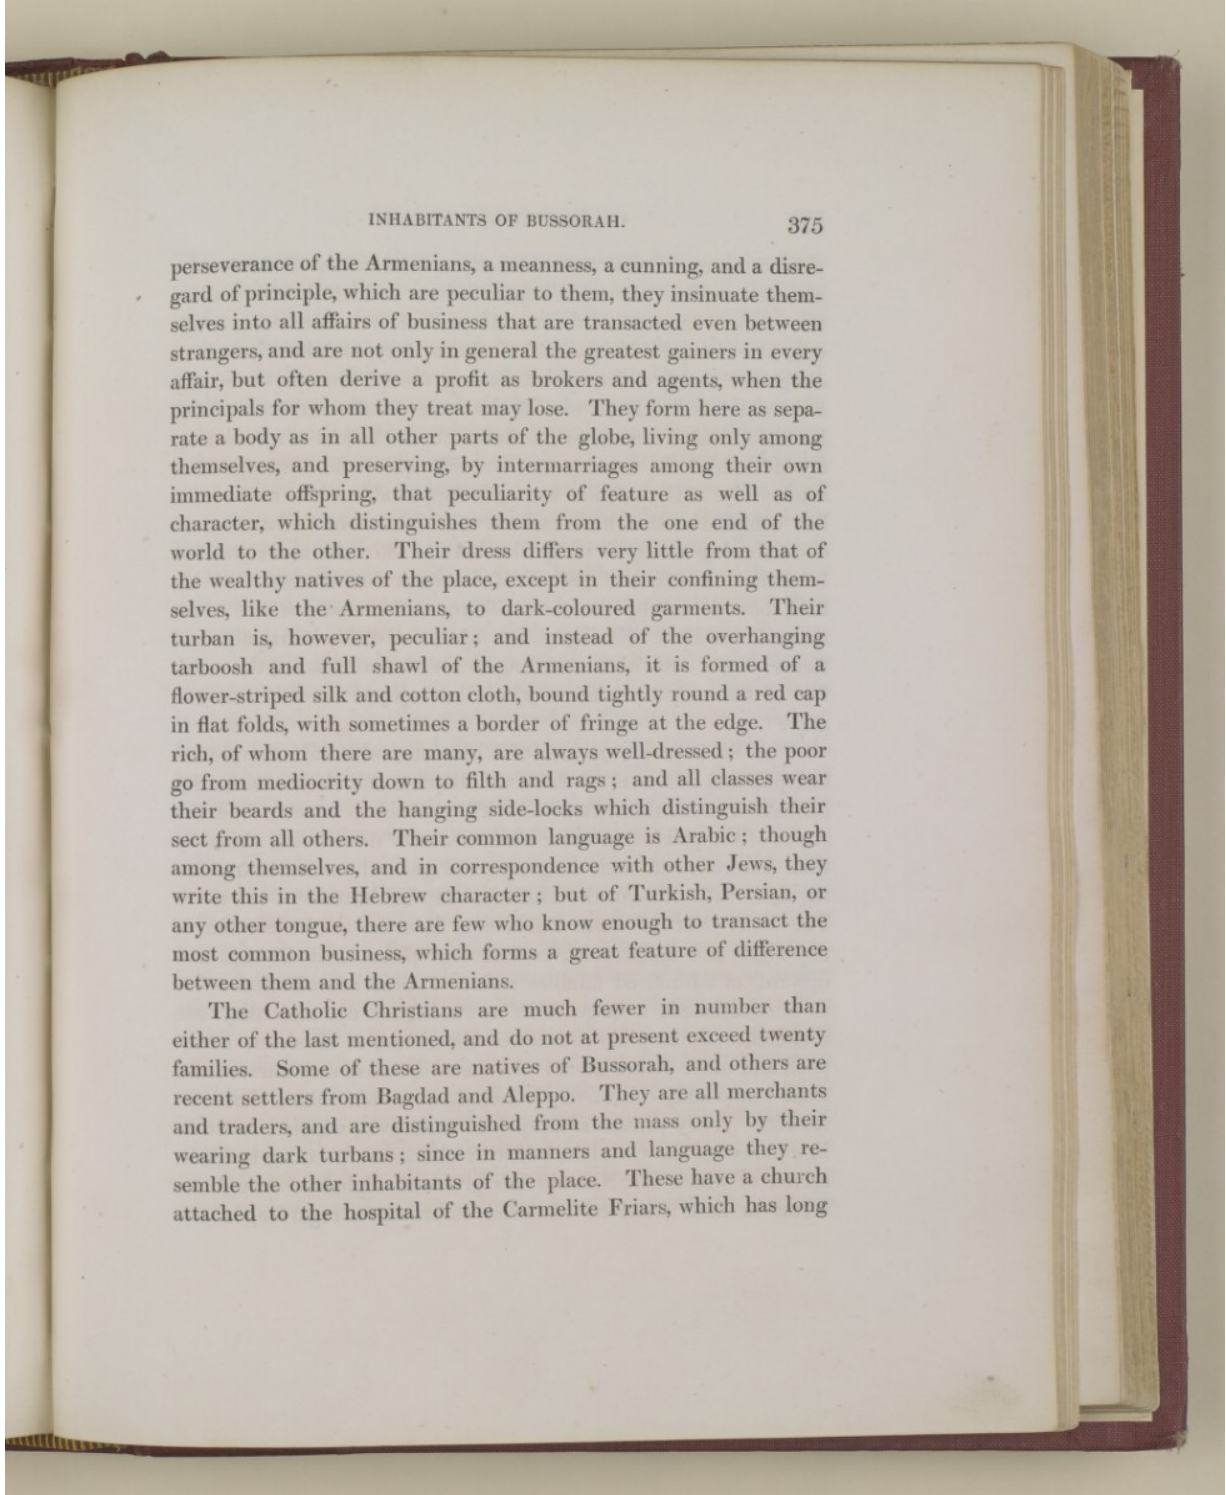 INHABITANTS OF BUSSORAH. 375
perseverance of the Armenians, a meanness, a cunning, and a disre-
gard of principle, which are peculiar to them, they insinuate them-
selves into all affairs of business that are transacted even between
strangers, and are not only in general the greatest gainers in every
affair, but often derive a profit as brokers and agents, when the
principals for whom they treat may lose. They form here as sepa-
rate a body as in all other parts of the globe, living only among
themselves, and preserving, by intermarriages among their own
immediate offspring, that peculiarity of feature as well as of
character, which distinguishes them from the one end of the
world to the other. Their dress differs very little from that of
the wealthy natives of the place, except in their confining them-
selves, like the Armenians, to dark-coloured garments. Their
turban is, however, peculiar; and instead of the overhanging
tarboosh and full shawl of the Armenians, it is formed of a
flower-striped silk and cotton cloth, bound tightly round a red cap
in flat folds, with sometimes a border of fringe at the edge. The
rich, of whom there are many, are always well-dressed; the poor
go from mediocrity down to filth and rags; and all classes wear
their beards and the hanging side-locks which distinguish their
sect from all others. Their common language is Arabic; though
among themselves, and in correspondence with other Jews, they
write this in the Hebrew character; but of Turkish, Persian, or
any other tongue, there are few who know enough to transact the
most common business, which forms a great feature of difference
between them and the Armenians.
The Catholic Christians are much fewer in number than
either of the last mentioned, and do not at present exceed twenty
families. Some of these are natives of Bussorah, and others are
recent settlers from Bagdad and Aleppo. They are all merchants
and traders, and are distinguished from the mass only by their
wearing dark turbans; since in manners and language they re-
semble the other inhabitants of the place. These have a church
attached to the hospital of the Carmelite Friars, which has long